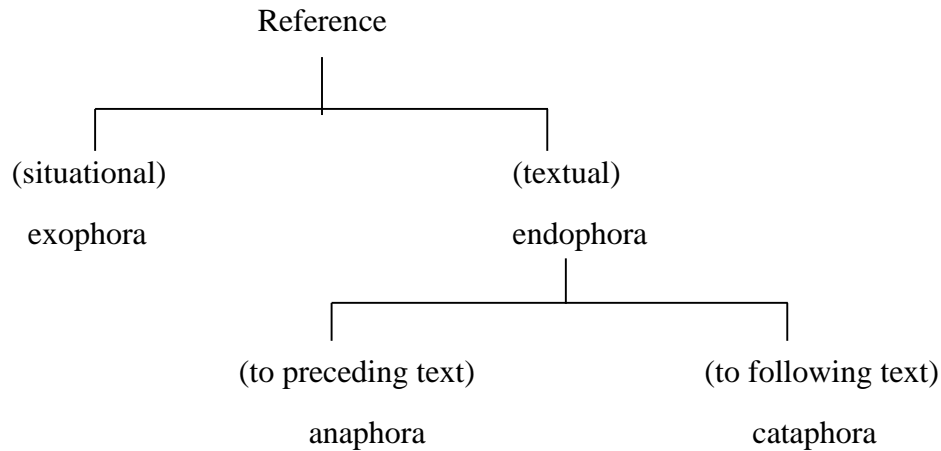 Reference
(situational) (textual)
exophora endophora
(to preceding text) (to following text)
anaphora cataphora